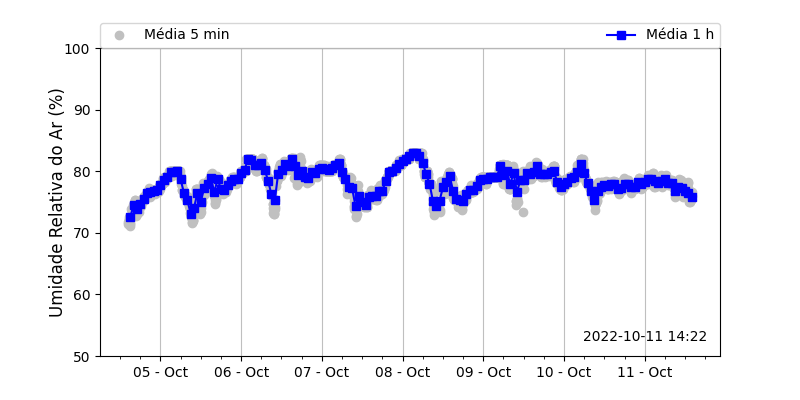 Média 5 min
Média 1 h
Umidade Relativa do Ar (%)
100
90
80
70
60
50
2022-10-11 14:22
05 - Oct
06 - Oct
07 - Oct
08 - Oct
09 - Oct
10 - Oct
11 - Oct